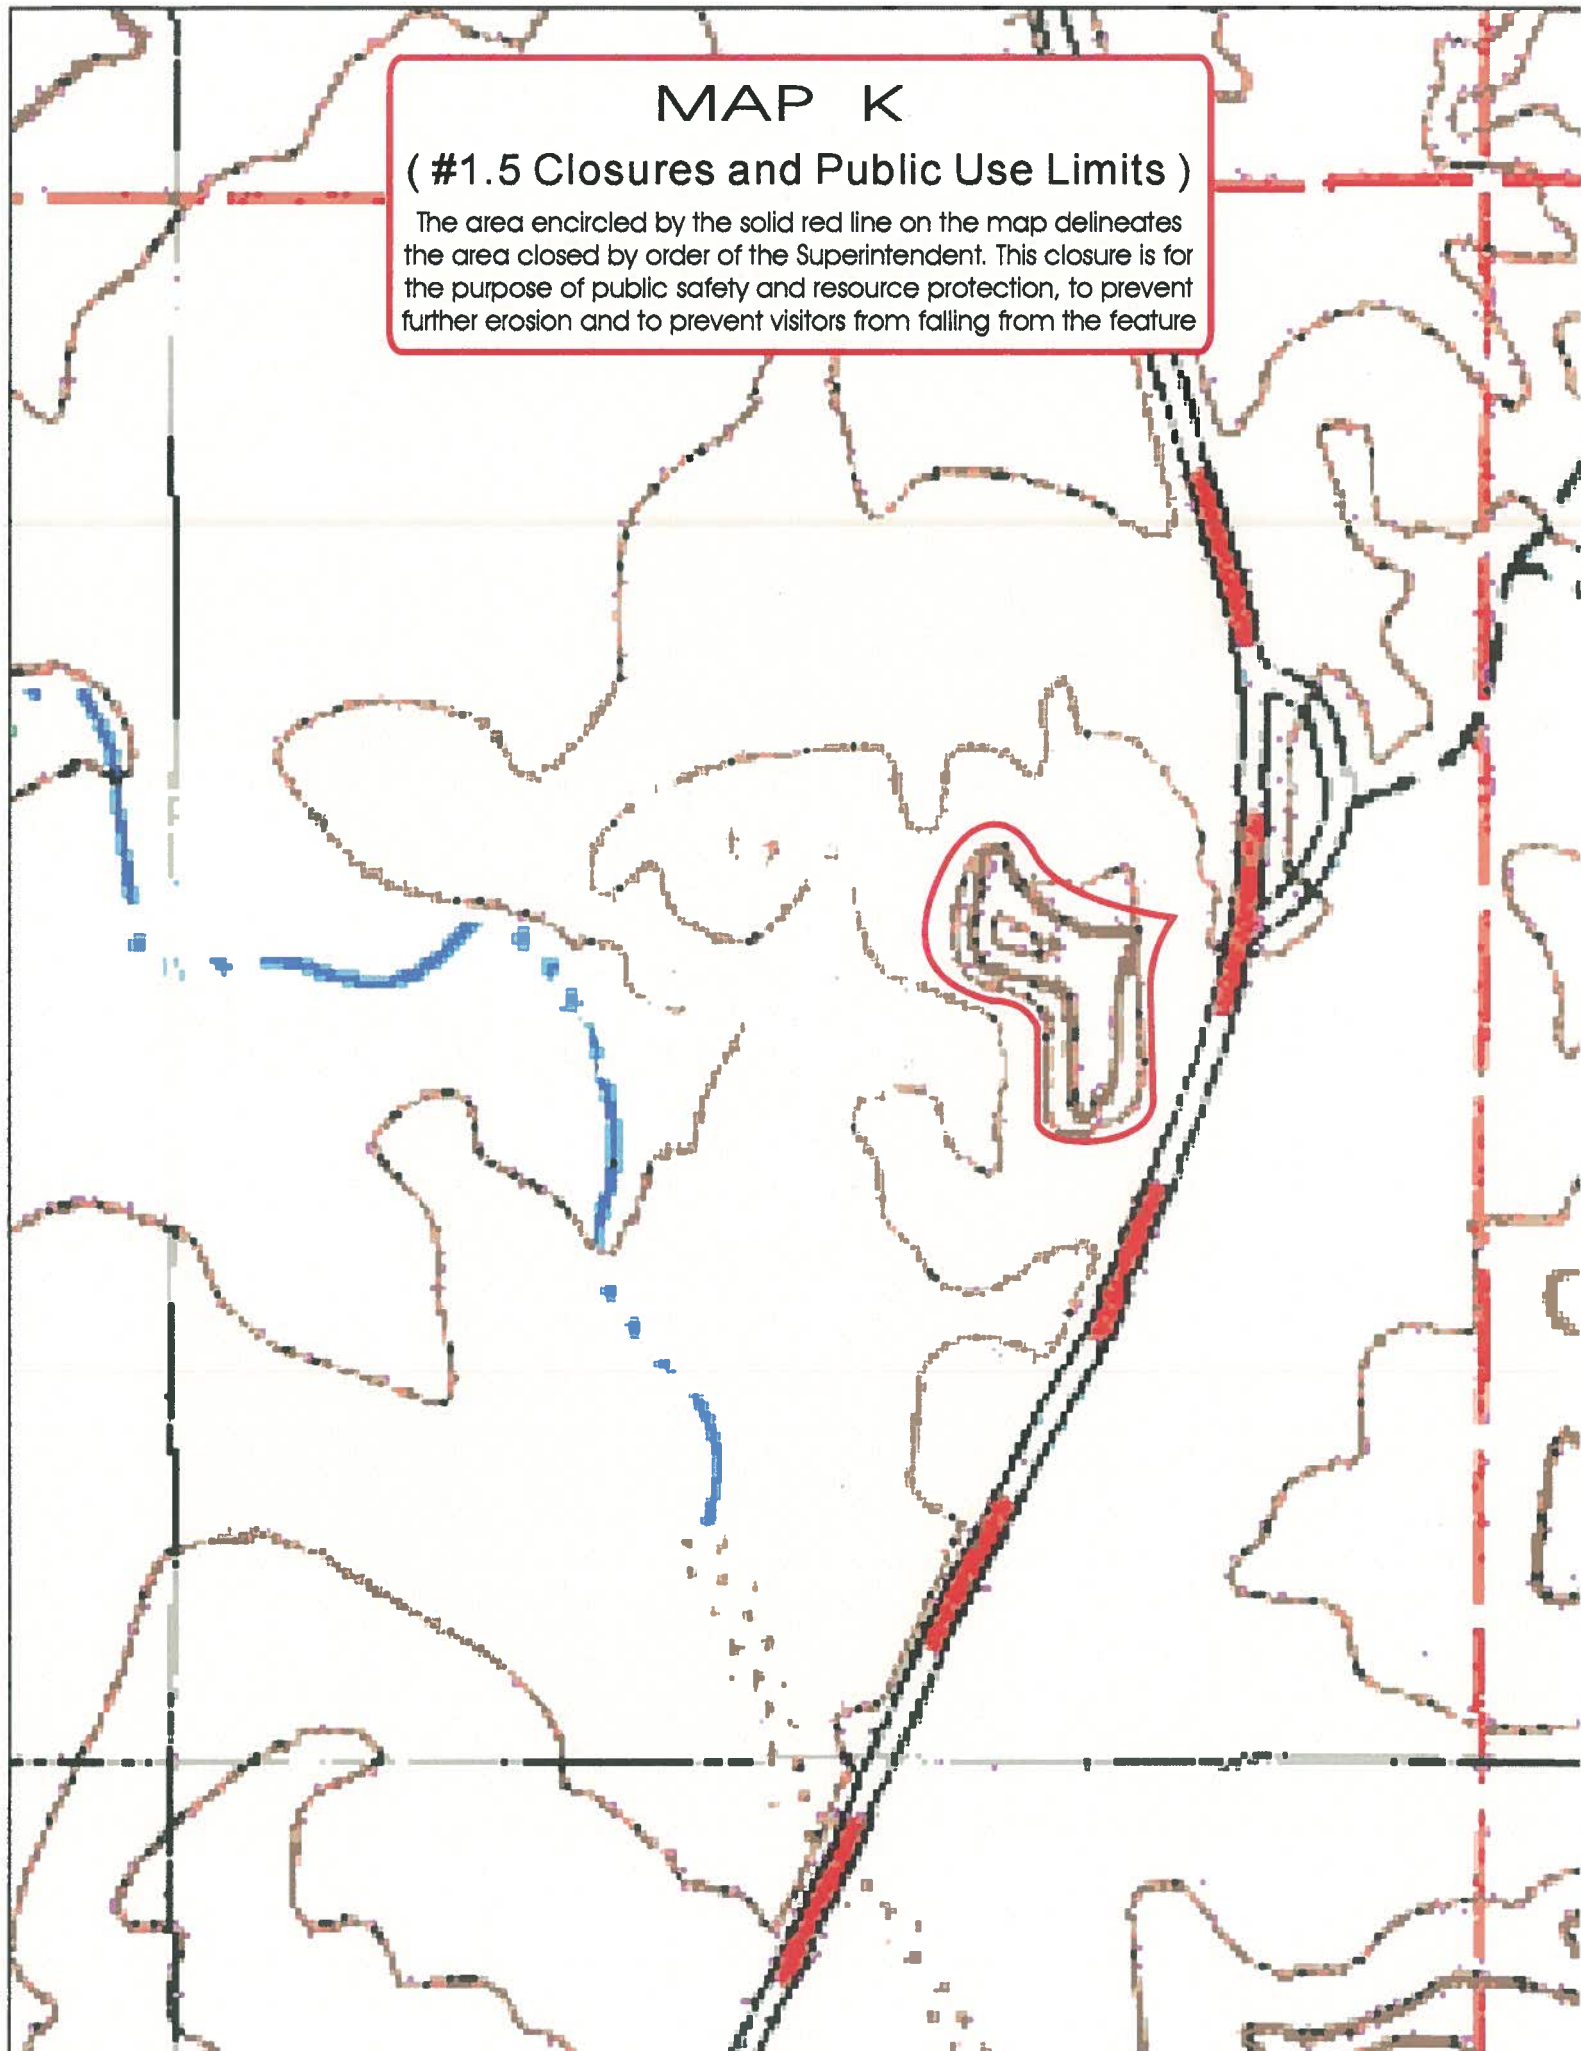 MAP K
( #1.5 Closures and Public Use Limits )
The area encircled by the solid red line on the map delineates
the area closed by order of the Superintendent. This closure is for
the purpose of public safety and resource protection, to prevent
further erosion and to prevent visitors from falling from the feature